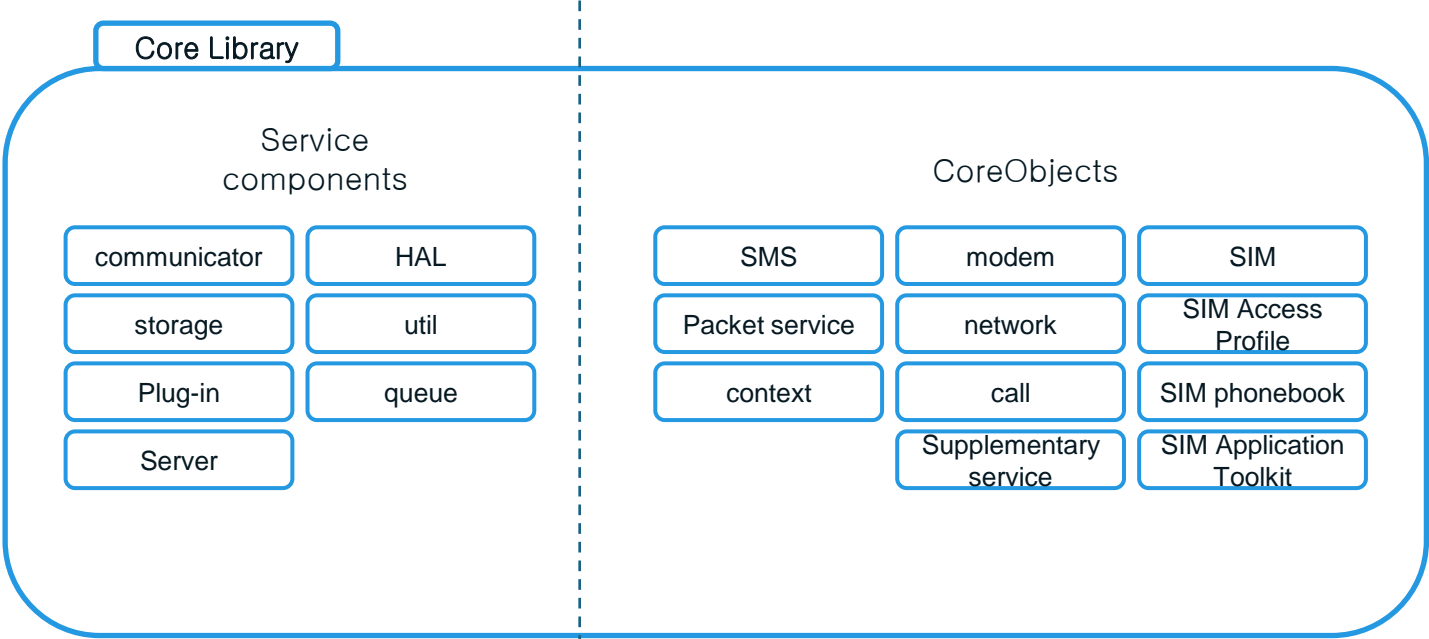 Core Library
Service
components
CoreObjects
communicator
HAL
storage
util
Plug-in
queue
Server
SMS
modem
SIM
Packet service
network
SIM Access
Profile
context
call
SIM phonebook
Supplementary
service
SIM Application
Toolkit